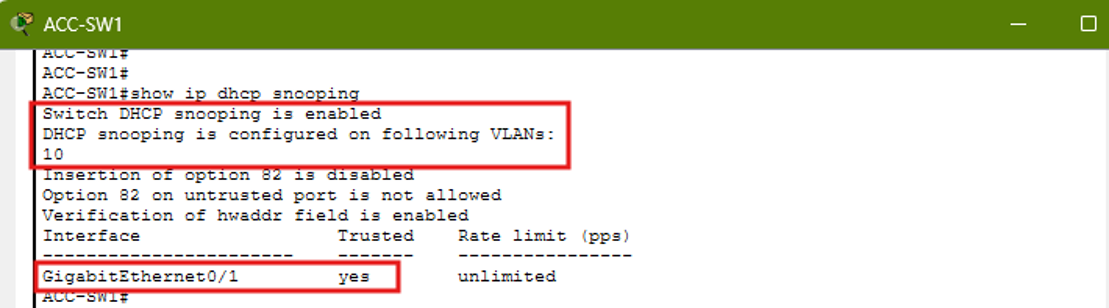 ACC-SW1
ACC-SW1#
ACC-SW1#
ACC-SW1#show ip dhcp snooping
Switch DHCP snooping is enabled
DHCP snooping is configured on following VLANs:
10
Insertion of option 82 is disabled
Option 82 on untrusted port is not allowed
Verification of hwaddr field is enabled
Interface Trusted Rate limit (pps)
----------------------- ------- ----------------
GigabitEthernet0/1 yes unlimited
ACC-SW1#